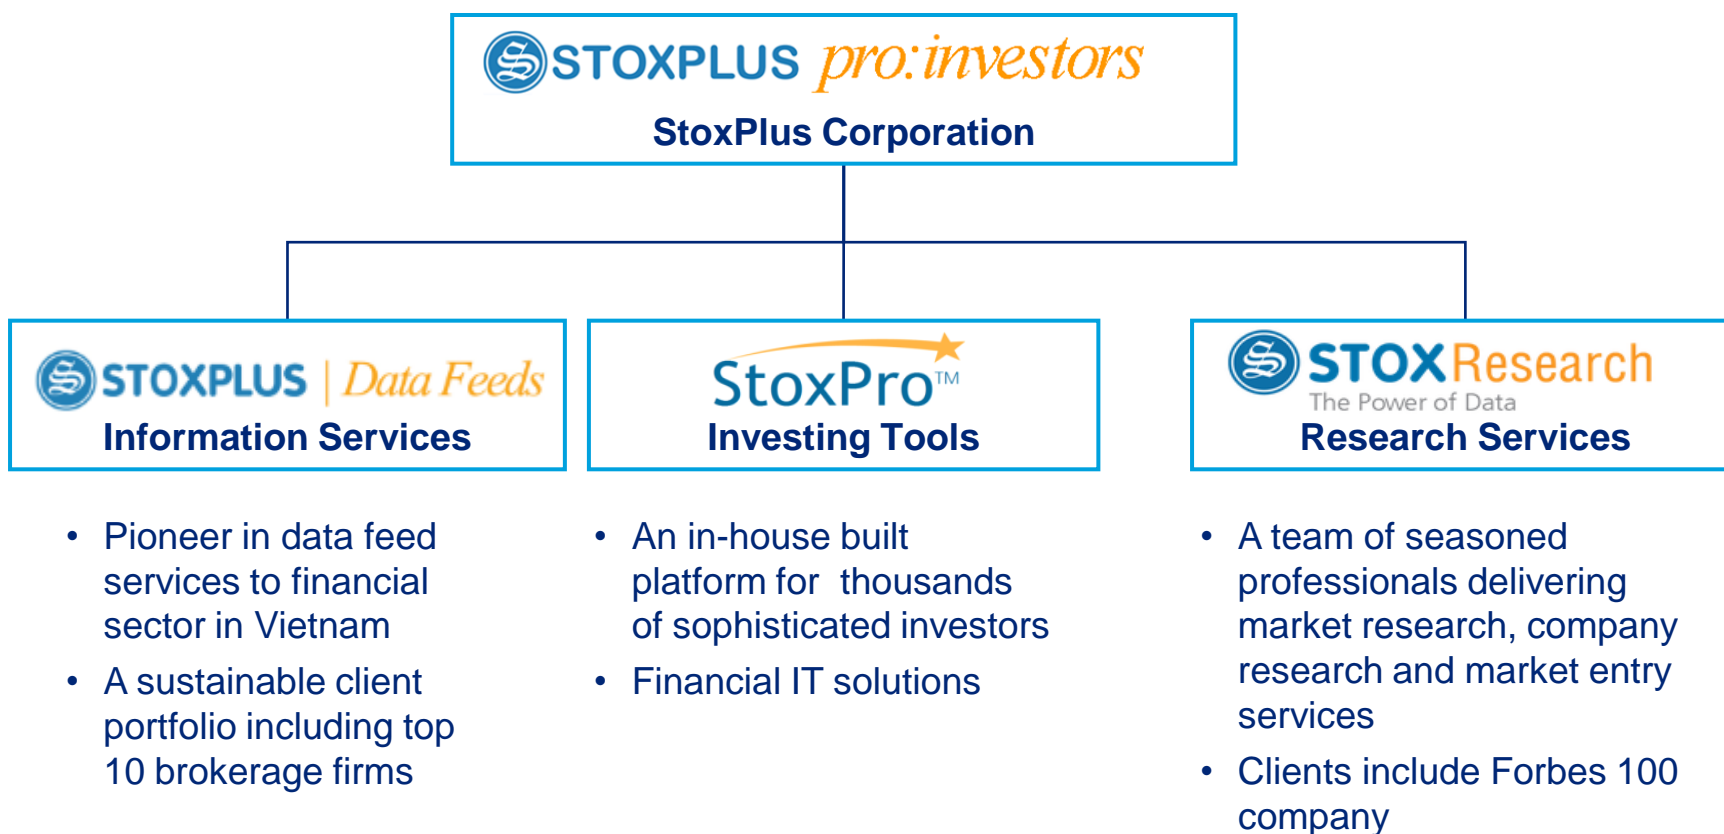 STOXPLUS pro:investors
StoxPlus Corporation
STOXPLUS | Data Feeds
Information Services
StoxPro™
Investing Tools
STOX Research
The Power of Data
Research Services
• Pioneer in data feed
services to financial
sector in Vietnam
• A sustainable client
portfolio including top
10 brokerage firms
• An in-house built
platform for  thousands
of sophisticated investors
• Financial IT solutions
• A team of seasoned
professionals delivering
market research, company
research and market entry
services
• Clients include Forbes 100
company